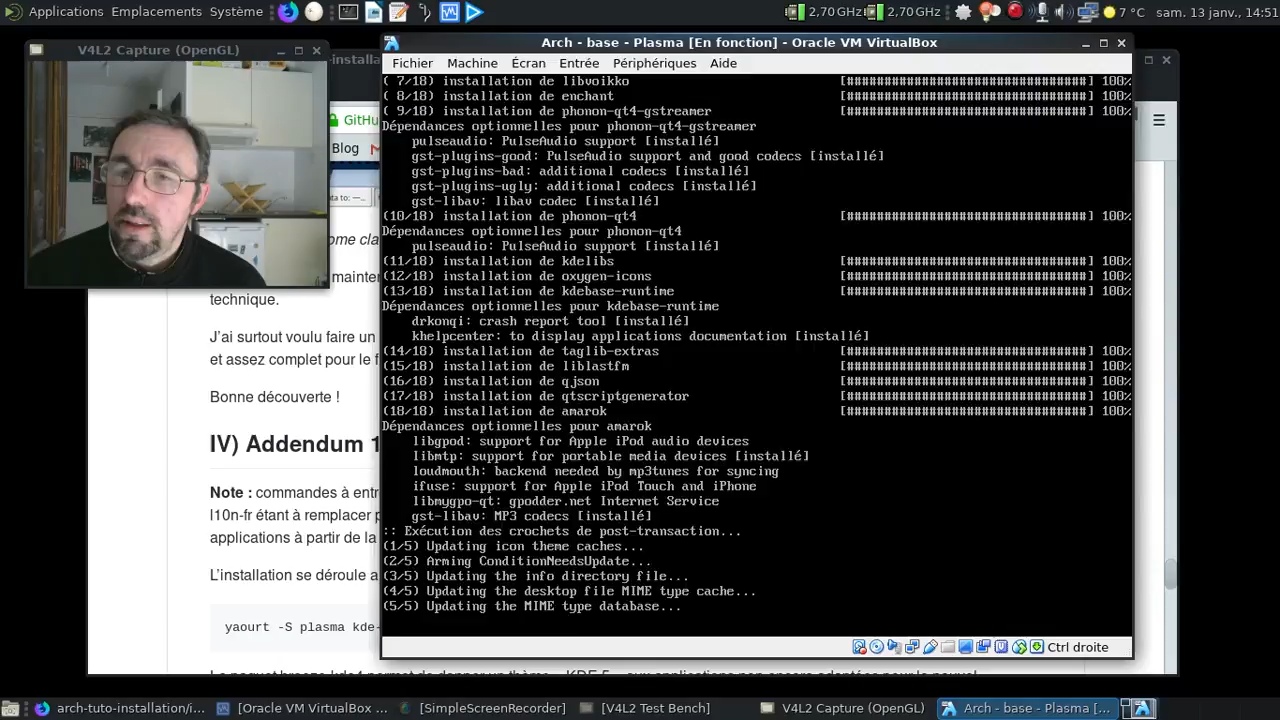 Applications Emplacements Système
2,70 GHz 2,70 GHz 7 °C sam. 13 janv., 14:51
V4L2 Capture (OpenGL)
Arch - base - Plasma [En fonction] - Oracle VM VirtualBox
Fichier Machine Écran Entrée Périphériques Aide
( 7/18) installation de libvoikko [################################] 100%
( 8/18) installation de enchant [################################] 100%
( 9/18) installation de phonon-qt4-gstreamer [################################] 100%
Dépendances optionnelles pour phonon-qt4-gstreamer
pulseaudio: PulseAudio support [installé]
gst-plugins-good: PulseAudio support and good codecs [installé]
gst-plugins-bad: additional codecs [installé]
gst-plugins-ugly: additional codecs [installé]
gst-libav: libav codec [installé]
(10/18) installation de phonon-qt4 [################################] 100%
Dépendances optionnelles pour phonon-qt4
pulseaudio: PulseAudio support [installé]
(11/18) installation de kdelibs [################################] 100%
(12/18) installation de oxygen-icons [################################] 100%
(13/18) installation de kdebase-runtime [################################] 100%
Dépendances optionnelles pour kdebase-runtime
drkonqi: crash report tool [installé]
khelpcenter: to display applications documentation [installé]
(14/18) installation de taglib-extras [################################] 100%
(15/18) installation de liblastfm [################################] 100%
(16/18) installation de qjson [################################] 100%
(17/18) installation de qtscriptgenerator [################################] 100%
(18/18) installation de amarok [################################] 100%
Dépendances optionnelles pour amarok
libgpod: support for Apple iPod audio devices
libmtp: support for portable media devices [installé]
loudmouth: backend needed by mp3tunes for syncing
ifuse: support for Apple iPod Touch and iPhone
libmygpo-qt: gpodder.net Internet Service
gst-libav: MP3 codecs [installé]
:: Exécution des crochets de post-transaction...
(1/5) Updating icon theme caches...
(2/5) Arming ConditionNeedsUpdate...
(3/5) Updating the info directory file...
(4/5) Updating the desktop file MIME type cache...
(5/5) Updating the MIME type database...
Ctrl droite
GitHu
Blog
technique.
J'ai surtout voulu faire un
et assez complet pour le f
Bonne découverte !
IV) Addendum 1
Note : commandes à entr
l10n-fr étant à remplacer p
applications à partir de la
L'installation se déroule a
yaourt -S plasma kde-
arch-tuto-installation/i... [Oracle VM VirtualBox ... [SimpleScreenRecorder] [V4L2 Test Bench] V4L2 Capture (OpenGL) Arch - base - Plasma [...